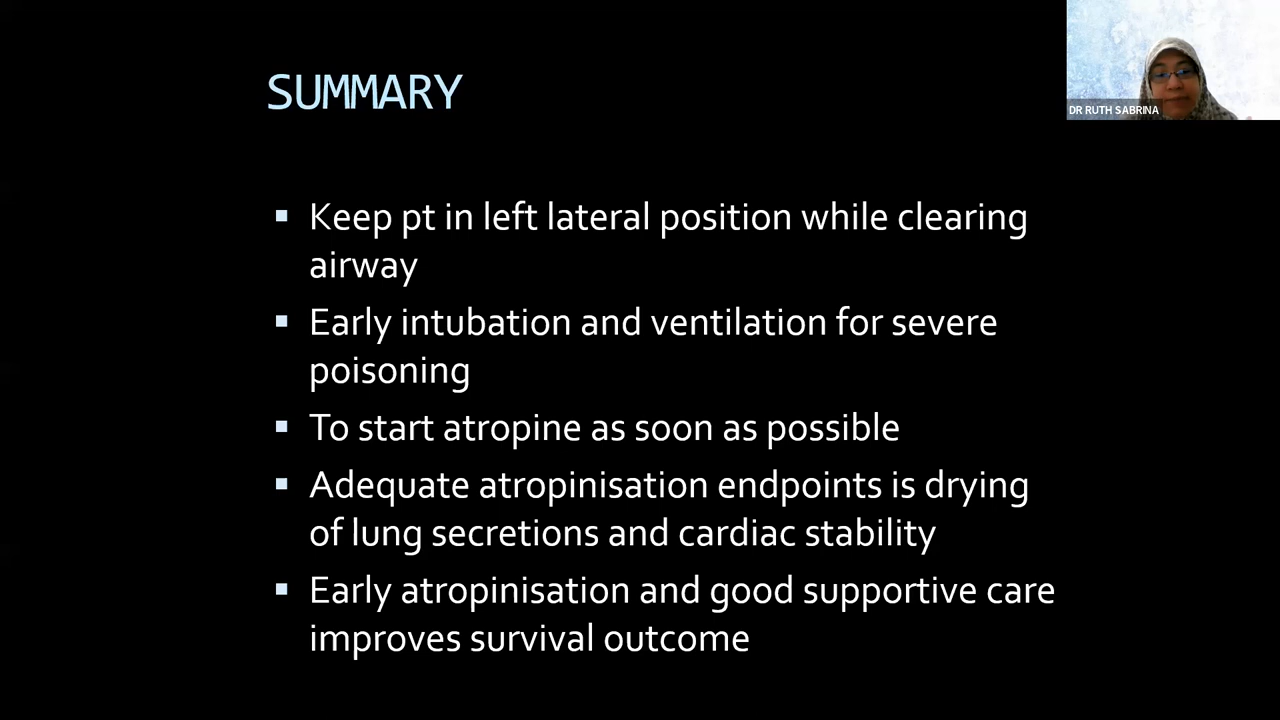 SUMMARY
DR RUTH SABRINA
▪ Keep pt in left lateral position while clearing
airway
▪ Early intubation and ventilation for severe
poisoning
▪ To start atropine as soon as possible
▪ Adequate atropinisation endpoints is drying
of lung secretions and cardiac stability
▪ Early atropinisation and good supportive care
improves survival outcome